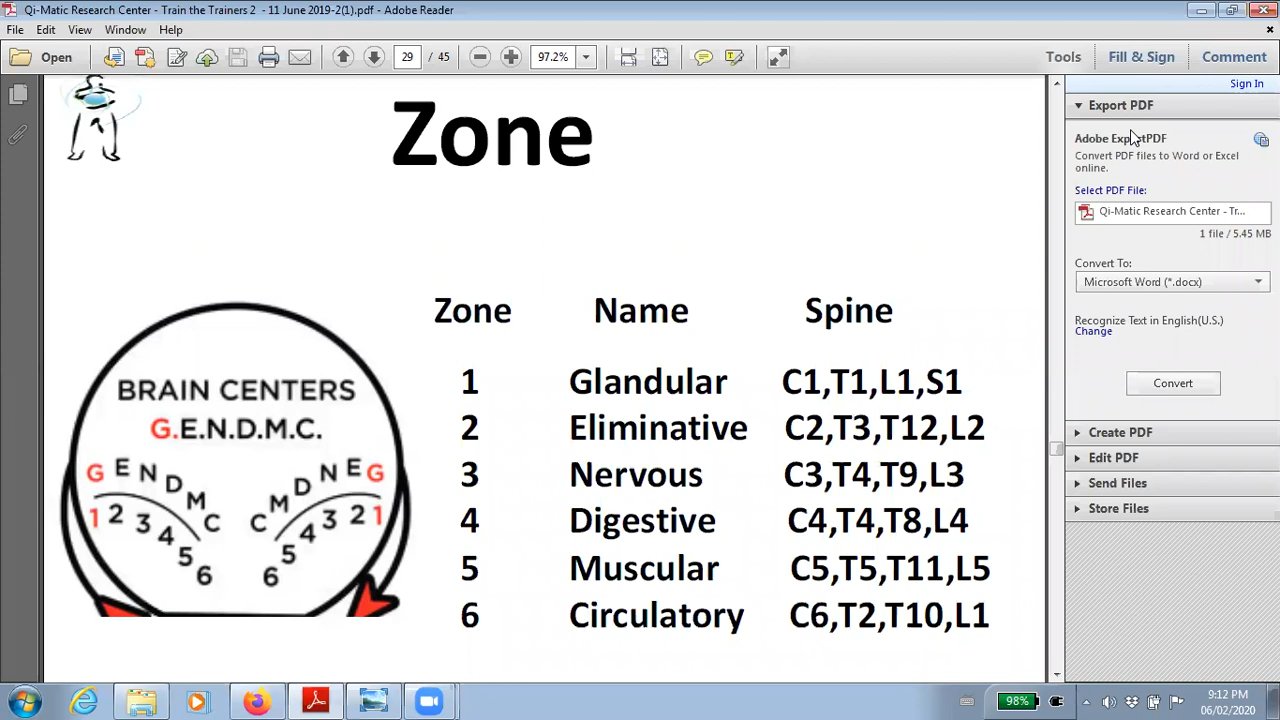 Qi-Matic Research Center - Train the Trainers 2 - 11 June 2019-2(1).pdf - Adobe Reader
File Edit View Window Help
Open 29 / 45 97.2% Tools Fill & Sign Comment
Sign In
Export PDF
Adobe ExportPDF
Convert PDF files to Word or Excel
online.
Select PDF File:
Qi-Matic Research Center - Tr...
1 file / 5.45 MB
Convert To:
Microsoft Word (*.docx)
Recognize Text in English(U.S.)
Change
Convert
Create PDF
Edit PDF
Send Files
Store Files
Zone
Zone Name Spine
1 Glandular C1,T1,L1,S1
2 Eliminative C2,T3,T12,L2
3 Nervous C3,T4,T9,L3
4 Digestive C4,T4,T8,L4
5 Muscular C5,T5,T11,L5
6 Circulatory C6,T2,T10,L1
BRAIN CENTERS
G.E.N.D.M.C.
G E N D M C C M D N E G
1 2 3 4 5 6 6 5 4 3 2 1
98% 9:12 PM
06/02/2020